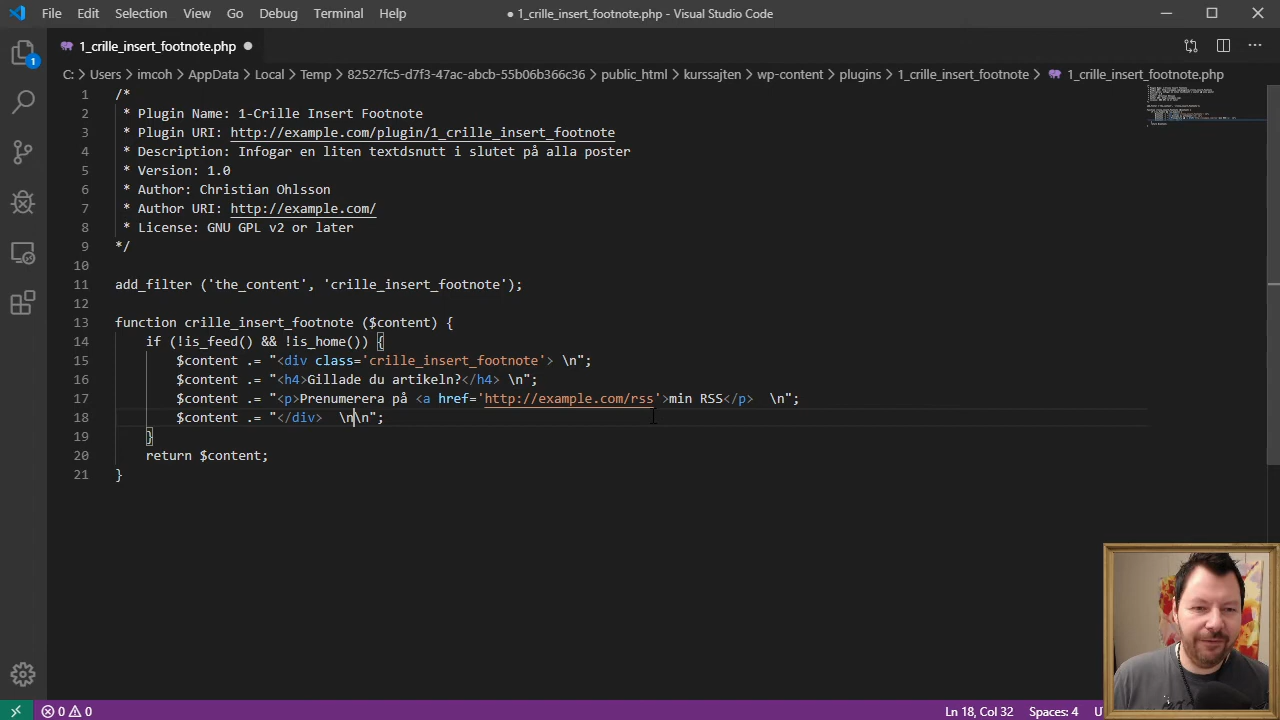 File Edit Selection View Go Debug Terminal Help ● 1_crille_insert_footnote.php - Visual Studio Code
1_crille_insert_footnote.php ●
C: > Users > imcoh > AppData > Local > Temp > 82527fc5-d7f3-47ac-abcb-55b06b366c36 > public_html > kurssajten > wp-content > plugins > 1_crille_insert_footnote > 1_crille_insert_footnote.php
1
1 /*
2 * Plugin Name: 1-Crille Insert Footnote
3 * Plugin URI: http://example.com/plugin/1_crille_insert_footnote
4 * Description: Infogar en liten textdsnutt i slutet på alla poster
5 * Version: 1.0
6 * Author: Christian Ohlsson
7 * Author URI: http://example.com/
8 * License: GNU GPL v2 or later
9 */
10
11 add_filter ('the_content', 'crille_insert_footnote');
12
13 function crille_insert_footnote ($content) {
14 if (!is_feed() && !is_home()) {
15 $content .= "<div class='crille_insert_footnote'> \n";
16 $content .= "<h4>Gillade du artikeln?</h4> \n";
17 $content .= "<p>Prenumerera på <a href='http://example.com/rss'>min RSS</p>  \n";
18 $content .= "</div>  \n\n";
19 }
20 return $content;
21 }
0 0 Ln 18, Col 32 Spaces: 4